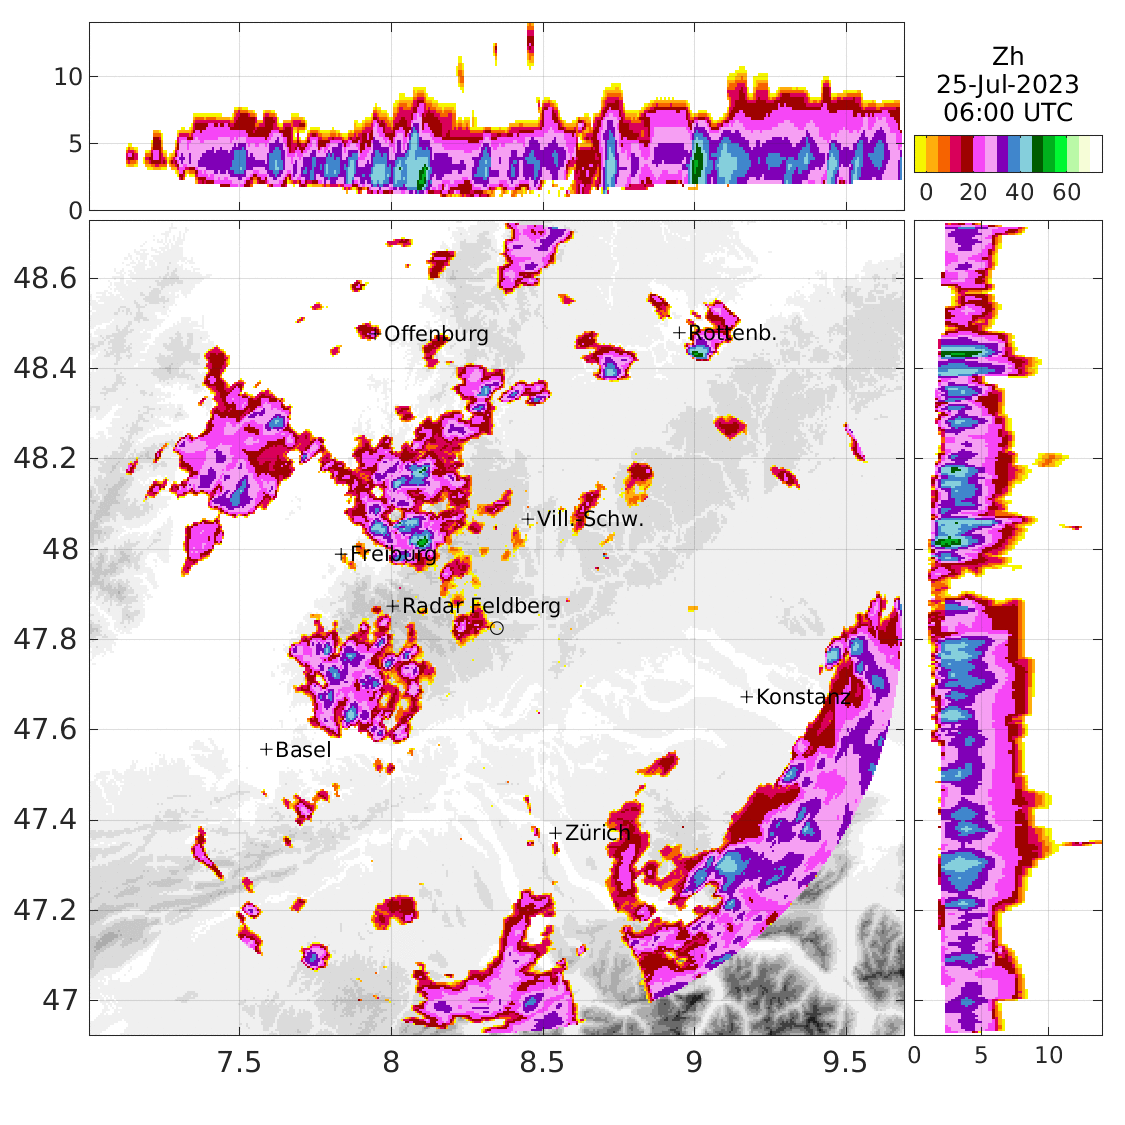 Zh
25-Jul-2023
06:00 UTC
0 20 40 60
10
5
0
48.6
48.4
48.2
48
47.8
47.6
47.4
47.2
47
+Offenburg
+Rottenb.
+Vill.-Schw.
+Freiburg
+Radar Feldberg
+Konstanz
+Basel
+Zürich
7.5 8 8.5 9 9.5
0 5 10